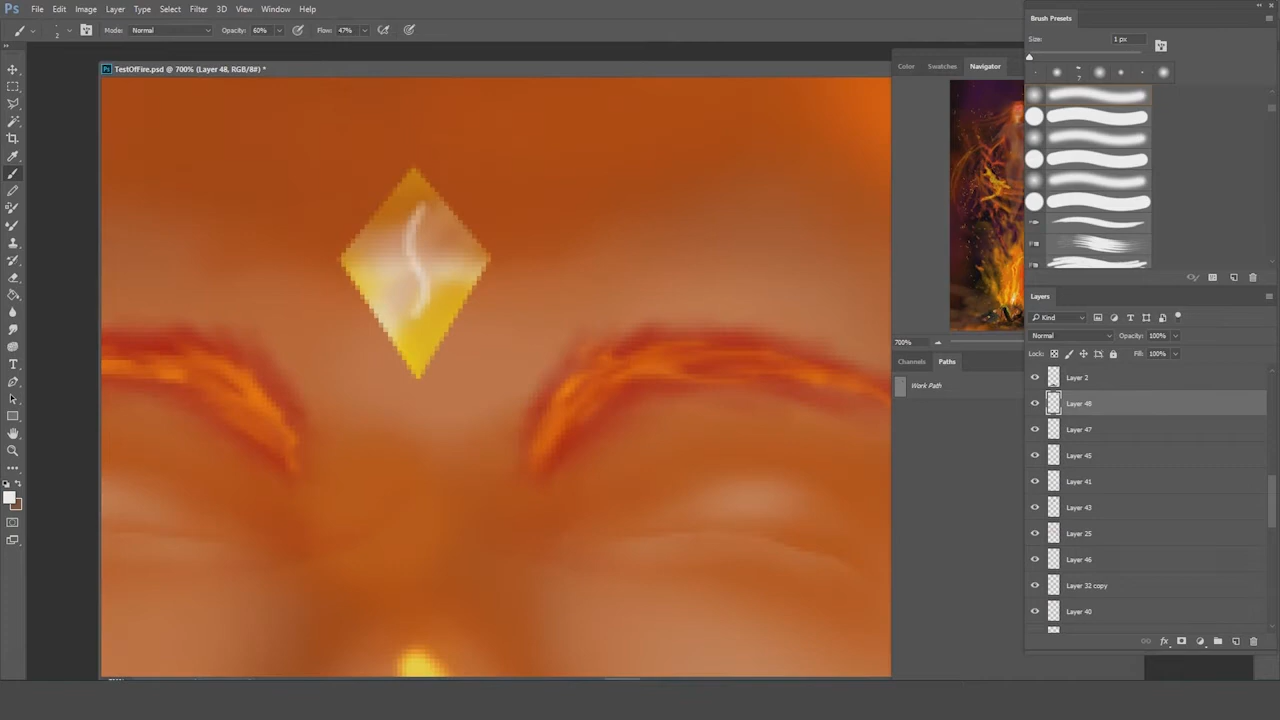 Ps File Edit Image Layer Type Select Filter 3D View Window Help
2 Mode: Normal Opacity: 60% Flow: 47%
TestOfFire.psd @ 700% (Layer 48, RGB/8#) *
Color Swatches Navigator
700%
Channels Paths
Work Path
Brush Presets
Size: 1 px
7
Layers
Kind
Normal Opacity: 100%
Lock: Fill: 100%
Layer 2
Layer 48
Layer 47
Layer 45
Layer 41
Layer 43
Layer 25
Layer 46
Layer 32 copy
Layer 40